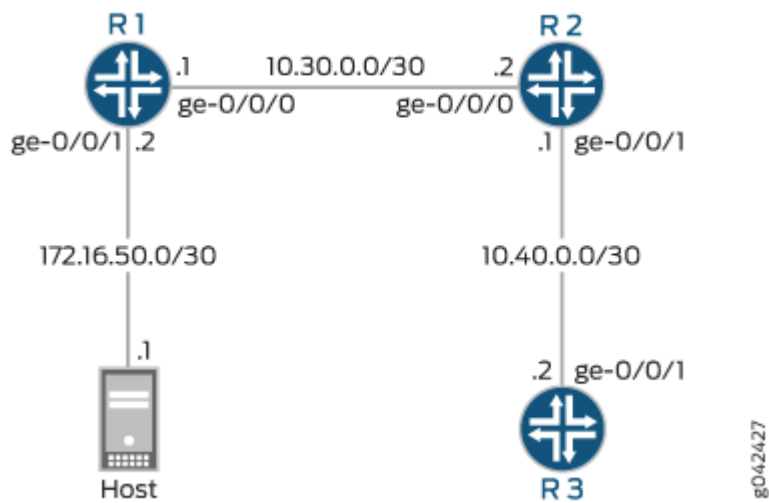 R1
R2
.1
10.30.0.0/30
.2
ge-0/0/0
ge-0/0/0
ge-0/0/1
.2
.1
ge-0/0/1
172.16.50.0/30
10.40.0.0/30
.1
.2
ge-0/0/1
Host
R3
g042427